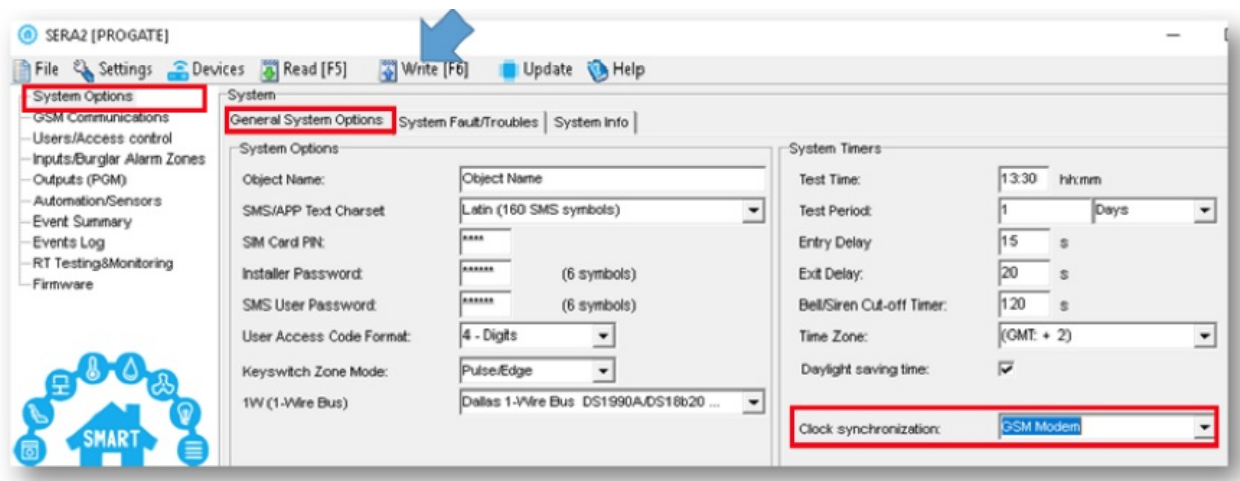 SERA2 [PROGATE]
File Settings Devices Read [F5] Write [F6] Update Help
System Options
GSM Communications
Users/Access control
Inputs/Burglar Alarm Zones
Outputs (PGM)
Automation/Sensors
Event Summary
Events Log
RT Testing&Monitoring
Firmware
SMART
System
General System Options System Fault/Troubles System Info
System Options
Object Name: Object Name
SMS/APP Text Charset Latin (160 SMS symbols)
SIM Card PIN: ****
Installer Password: ****** (6 symbols)
SMS User Password: ****** (6 symbols)
User Access Code Format: 4 - Digits
Keyswitch Zone Mode: Pulse/Edge
1W (1-Wire Bus) Dallas 1-Wire Bus DS1990A/DS18b20 ...
System Timers
Test Time: 13:30 hh:mm
Test Period: 1 Days
Entry Delay 15 s
Exit Delay: 20 s
Bell/Siren Cut-off Timer: 120 s
Time Zone: (GMT: + 2)
Daylight saving time:
Clock synchronization: GSM Modem